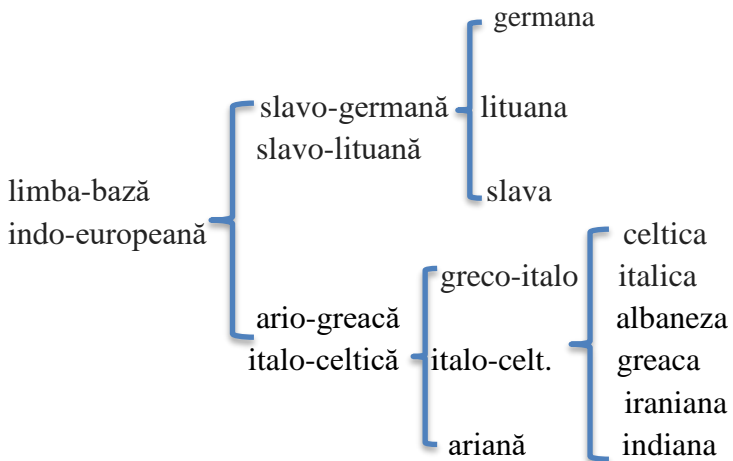 limba-bază
indo-europeană
slavo-germană
slavo-lituană
germana
lituana
slava
ario-greacă
italo-celtică
greco-italo
italo-celt.
ariană
celtica
italica
albaneza
greaca
iraniana
indiana